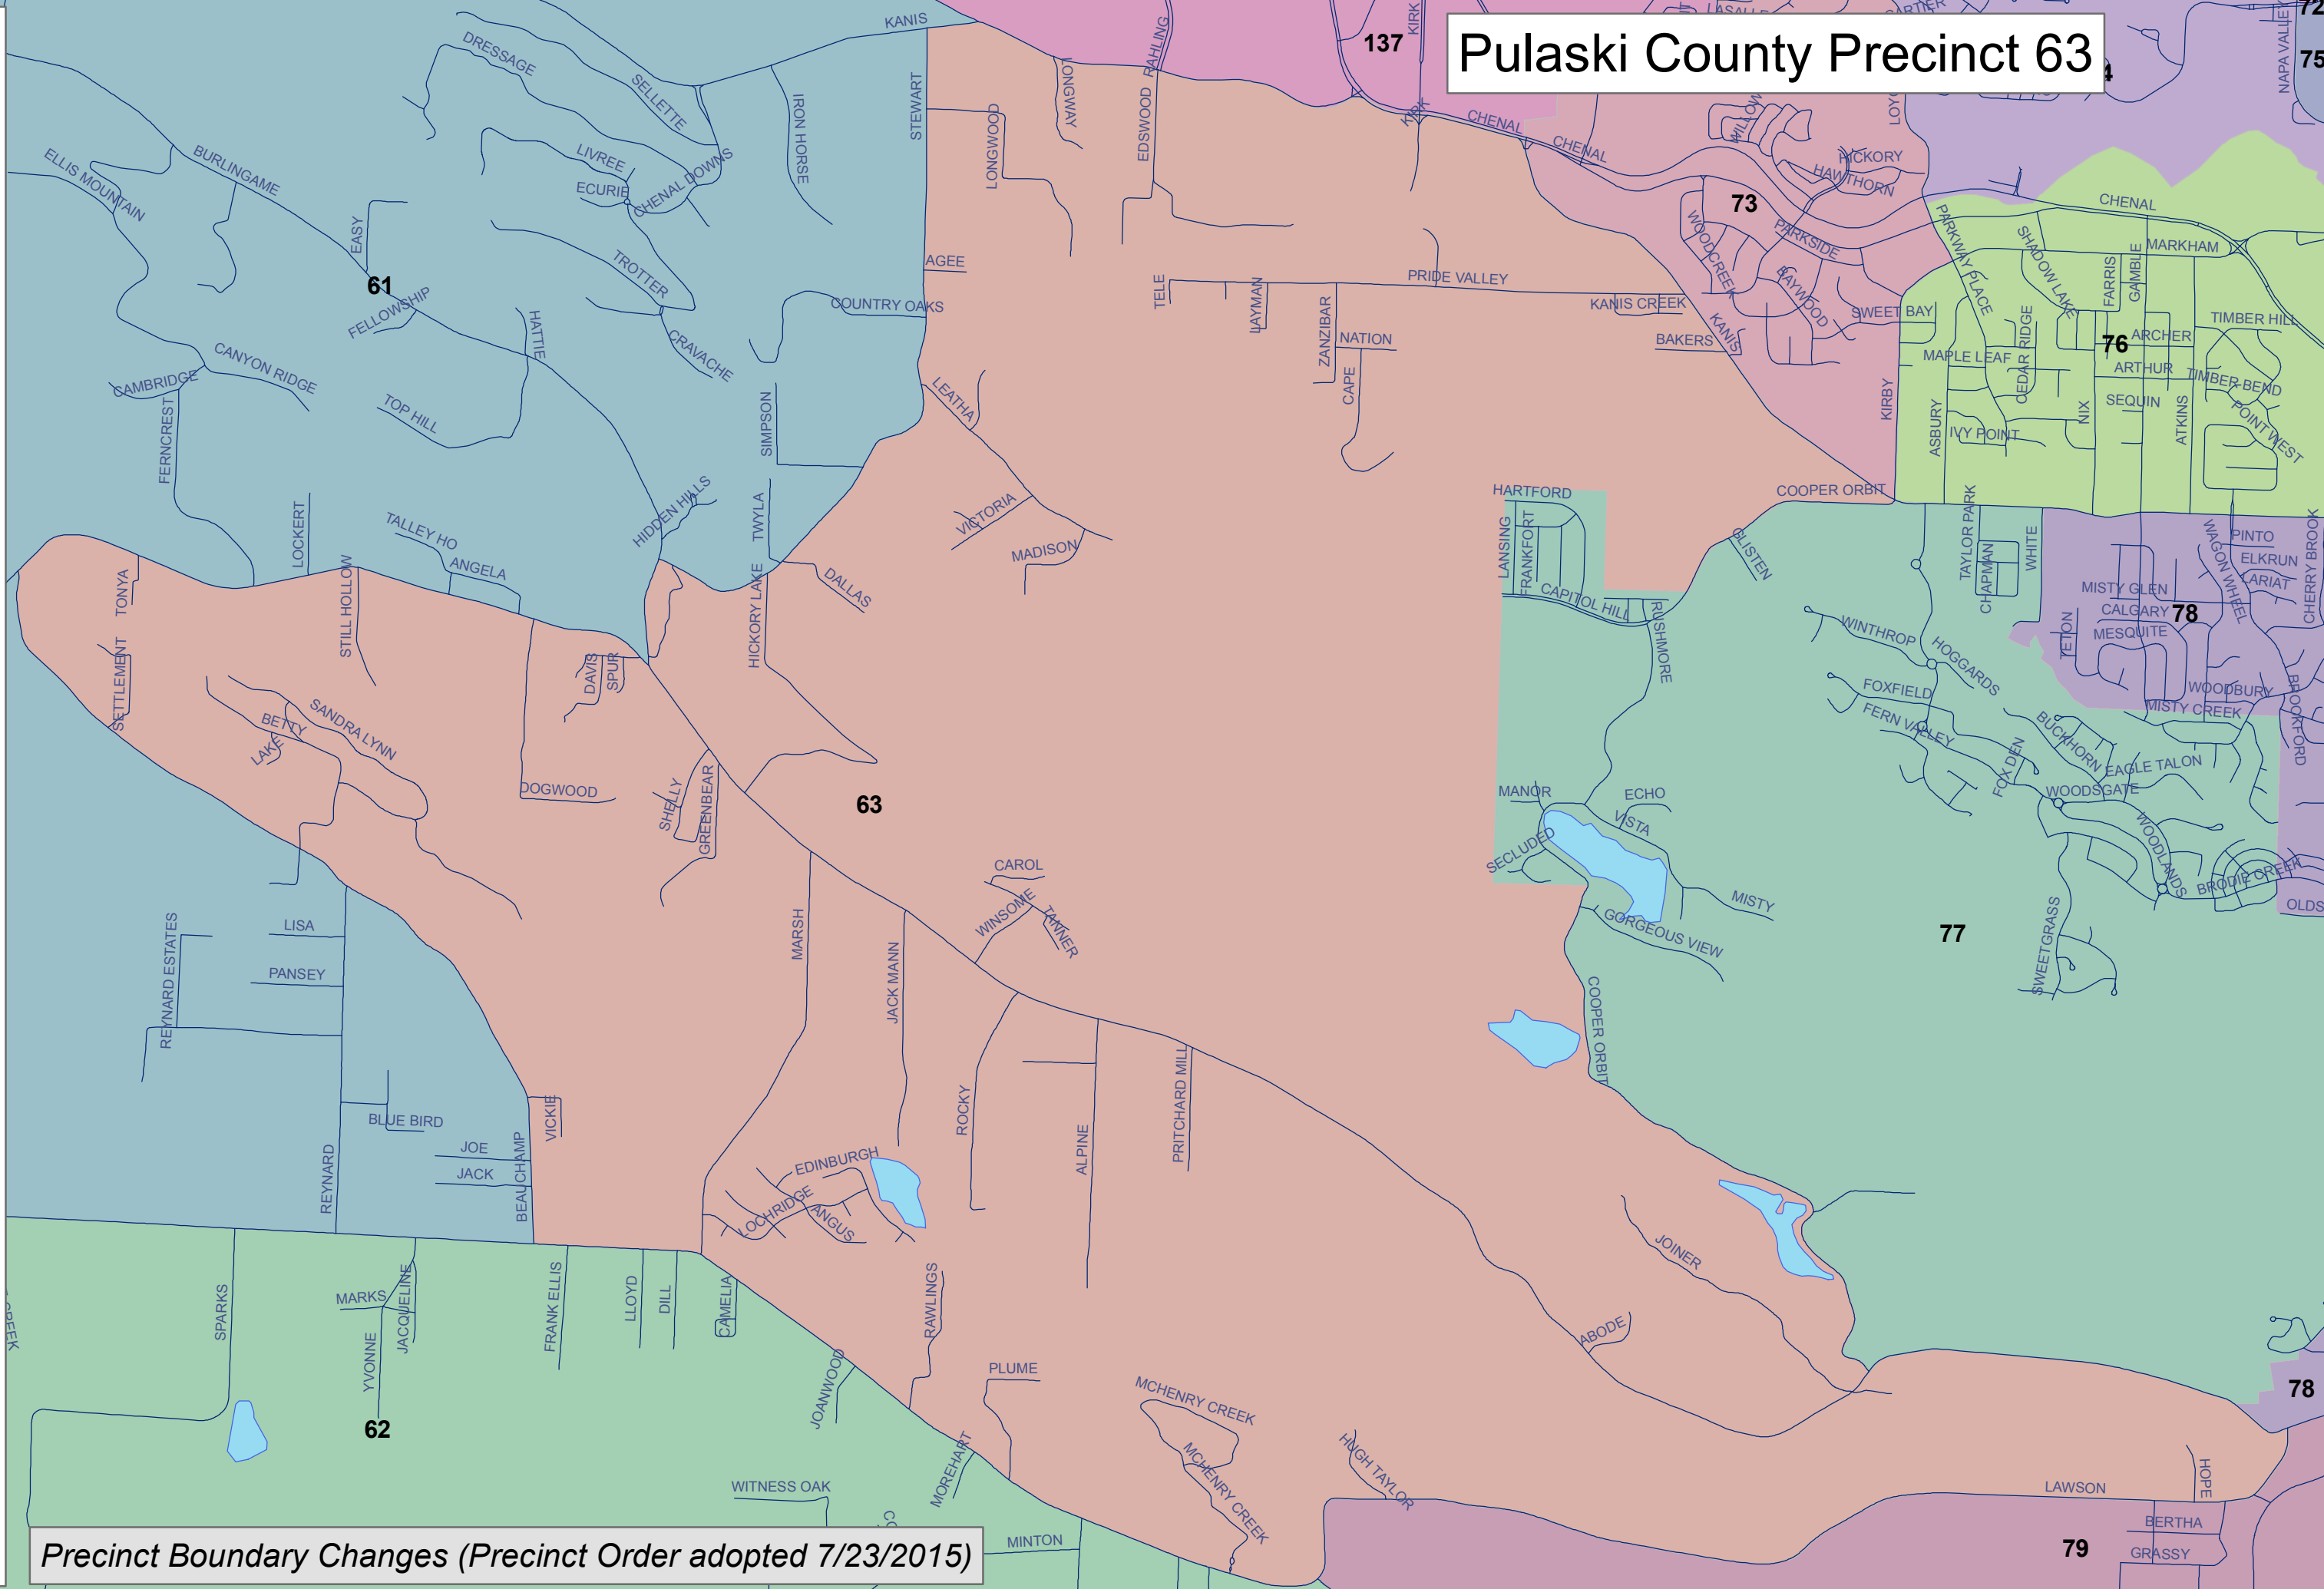 Pulaski County Precinct 63
KANIS
DRESSAGE
SELLETTE
IRON HORSE
STEWART
LONGWAY
RAHLING
EDSWOOD
LONGWOOD
137
KIRK
KIRK
CHENAL
CHENAL
LASALLE
CARTIER
NAPA VALLEY
72
75
4
WILLOW
LOYO
HICKORY
HAWTHORN
ELLIS MOUNTAIN
BURLINGAME
LIVREE
ECURIE
CHENAL DOWNS
EASY
61
FELLOWSHIP
TROTTER
HATTIE
CRAVACHE
COUNTRY OAKS
AGEE
73
WOODCREEK
PARKSIDE
BAYWOOD
SWEET BAY
PARKWAY PLACE
CHENAL
MARKHAM
SHADOW LAKE
FARRIS
GAMBLE
TIMBER HILL
76
ARCHER
ARTHUR
TIMBER BEND
POINT WEST
SEQUIN
ATKINS
NIX
MAPLE LEAF
CEDAR RIDGE
IVY POINT
ASBURY
KIRBY
TELE
LAYMAN
PRIDE VALLEY
ZANZIBAR
NATION
CAPE
KANIS CREEK
BAKERS
KANIS
CANYON RIDGE
CAMBRIDGE
FERNCREST
TOP HILL
SIMPSON
LEATHA
LOCKERT
TALLEY HO
ANGELA
HIDDEN HILLS
TWYLA
VICTORIA
MADISON
DALLAS
HICKORY LAKE
HARTFORD
LANSING
FRANKFORT
CAPITOL HILL
RUSHMORE
COOPER ORBIT
GLISTEN
TAYLOR PARK
CHAPMAN
WHITE
WAGON WHEEL
PINTO
ELKRUN
LARIAT
CHERRY BROOK
MISTY GLEN
CALGARY
78
MESQUITE
TETON
WOODBURY
MISTY CREEK
BROOKFORD
WINTHROP
HOGGARDS
FOXFIELD
FERN VALLEY
FOX DEN
BUCKHORN
EAGLE TALON
WOODSGATE
WOODLANDS
BRODIE CREEK
OLDS
SWEETGRASS
77
TONYA
SETTLEMENT
STILL HOLLOW
SANDRA LYNN
BETTY
LAKE
DAVIS
SPUR
DOGWOOD
SHELLY
GREENBEAR
63
MANOR
ECHO
VISTA
SECLUDED
MISTY
GORGEOUS VIEW
COOPER ORBIT
CAROL
WINSOME
TANNER
MARSH
JACK MANN
ROCKY
ALPINE
PRITCHARD MILL
LISA
PANSEY
REYNARD ESTATES
BLUE BIRD
JOE
JACK
REYNARD
BEAUCHAMP
VICKIE
EDINBURGH
LOCHRIDGE
ANGUS
JOINER
ABODE
CREEK
SPARKS
MARKS
JACQUELINE
YVONNE
FRANK ELLIS
LLOYD
DILL
CAMELIA
RAWLINGS
JOANWOOD
PLUME
MCHENRY CREEK
MCHENRY CREEK
HUGH TAYLOR
62
MOREHART
WITNESS OAK
CO
MINTON
78
LAWSON
HOPE
BERTHA
79
GRASSY
Precinct Boundary Changes (Precinct Order adopted 7/23/2015)